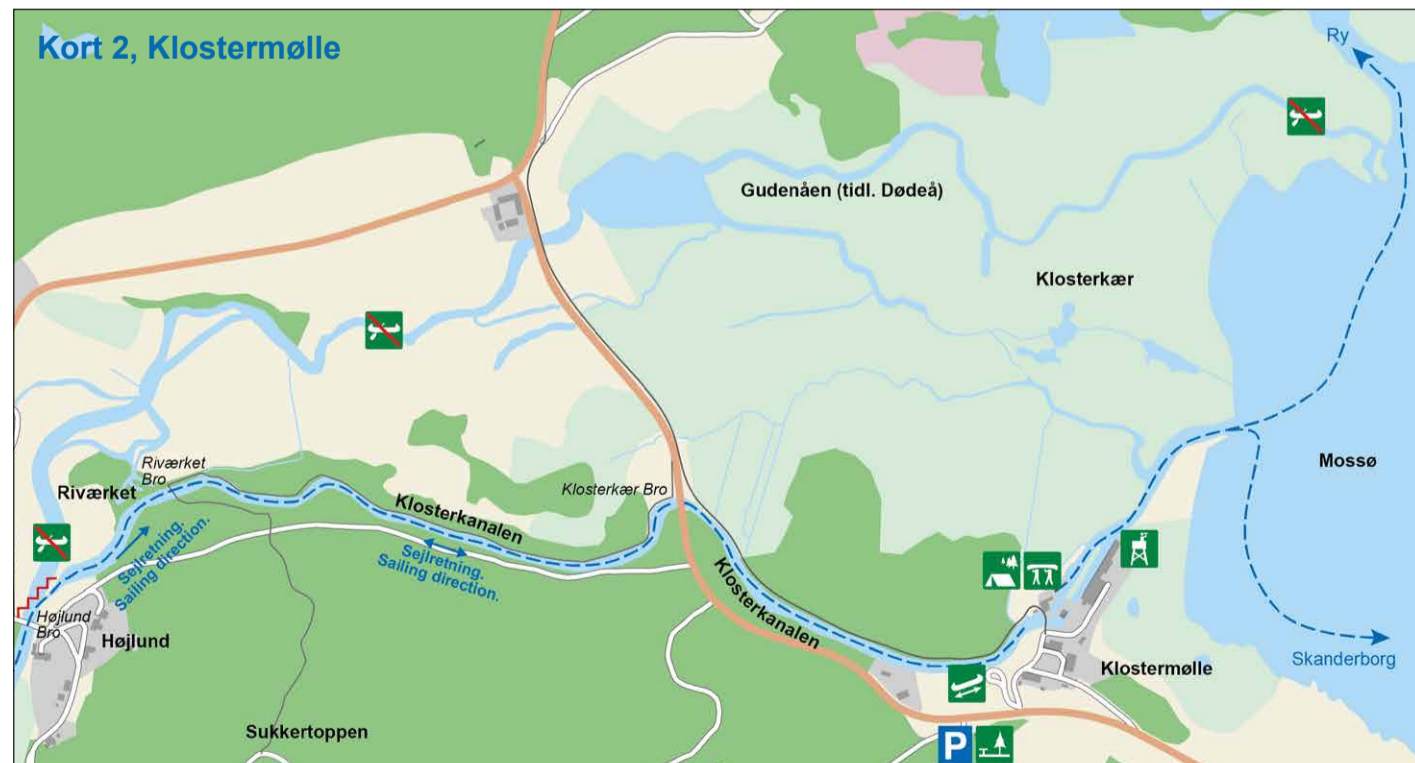 Kort 2, Klostermølle
Ry
Gudenåen (tidl. Dødeå)
Klosterkær
Mossø
Riværket
Bro
Riværket
Klosterkær Bro
Klosterkanalen
Sejlretning.
Sailing direction.
Sejlretning.
Sailing direction.
Klosterkanalen
Højlund
Bro
Højlund
Klostermølle
Skanderborg
Sukkertoppen
P